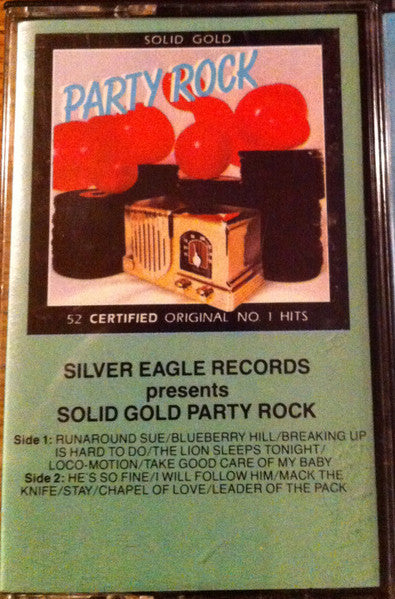 SOLID GOLD
PARTY ROCK
52 CERTIFIED ORIGINAL NO. 1 HITS
SILVER EAGLE RECORDS
presents
SOLID GOLD PARTY ROCK
Side 1: RUNAROUND SUE/BLUEBERRY HILL/BREAKING UP
IS HARD TO DO/THE LION SLEEPS TONIGHT/
LOCO-MOTION/TAKE GOOD CARE OF MY BABY
Side 2: HE'S SO FINE/I WILL FOLLOW HIM/MACK THE
KNIFE/STAY/CHAPEL OF LOVE/LEADER OF THE PACK